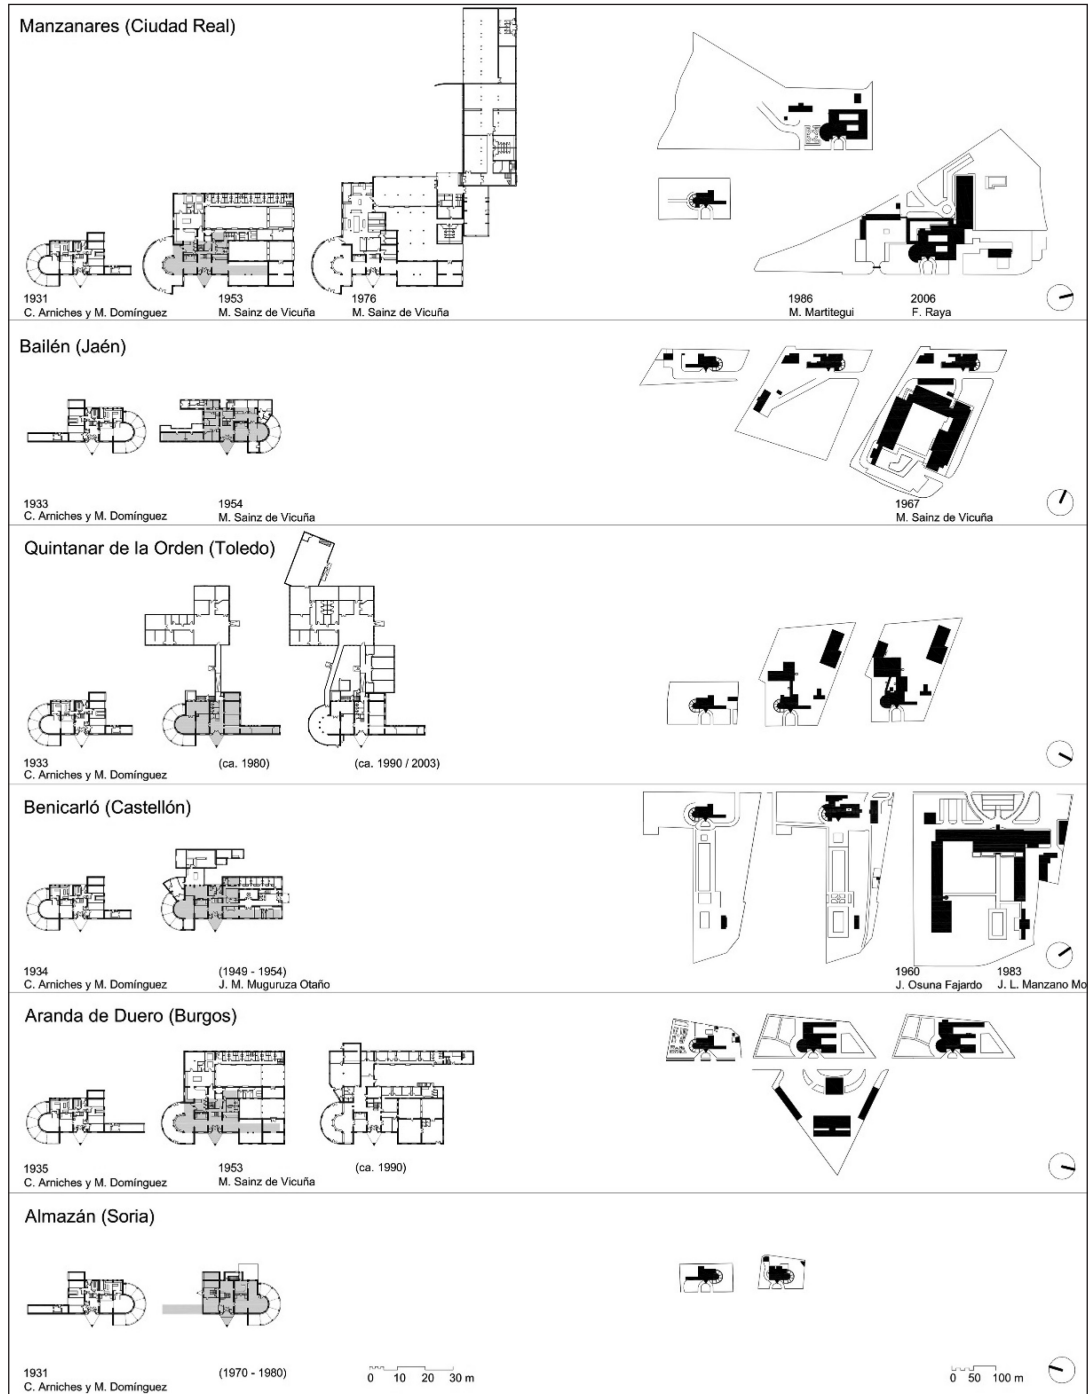 Manzanares (Ciudad Real)
1931
C. Arniches y M. Domínguez
1953
M. Sainz de Vicuña
1976
M. Sainz de Vicuña
1986
M. Martitegui
2006
F. Raya
Bailén (Jaén)
1933
C. Arniches y M. Domínguez
1954
M. Sainz de Vicuña
1967
M. Sainz de Vicuña
Quintanar de la Orden (Toledo)
1933
C. Arniches y M. Domínguez
(ca. 1980)
(ca. 1990 / 2003)
Benicarló (Castellón)
1934
C. Arniches y M. Domínguez
(1949 - 1954)
J. M. Muguruza Otaño
1960
J. Osuna Fajardo
1983
J. L. Manzano Mo
Aranda de Duero (Burgos)
1935
C. Arniches y M. Domínguez
1953
M. Sainz de Vicuña
(ca. 1990)
Almazán (Soria)
1931
C. Arniches y M. Domínguez
(1970 - 1980)
0 10 20 30 m
0 50 100 m